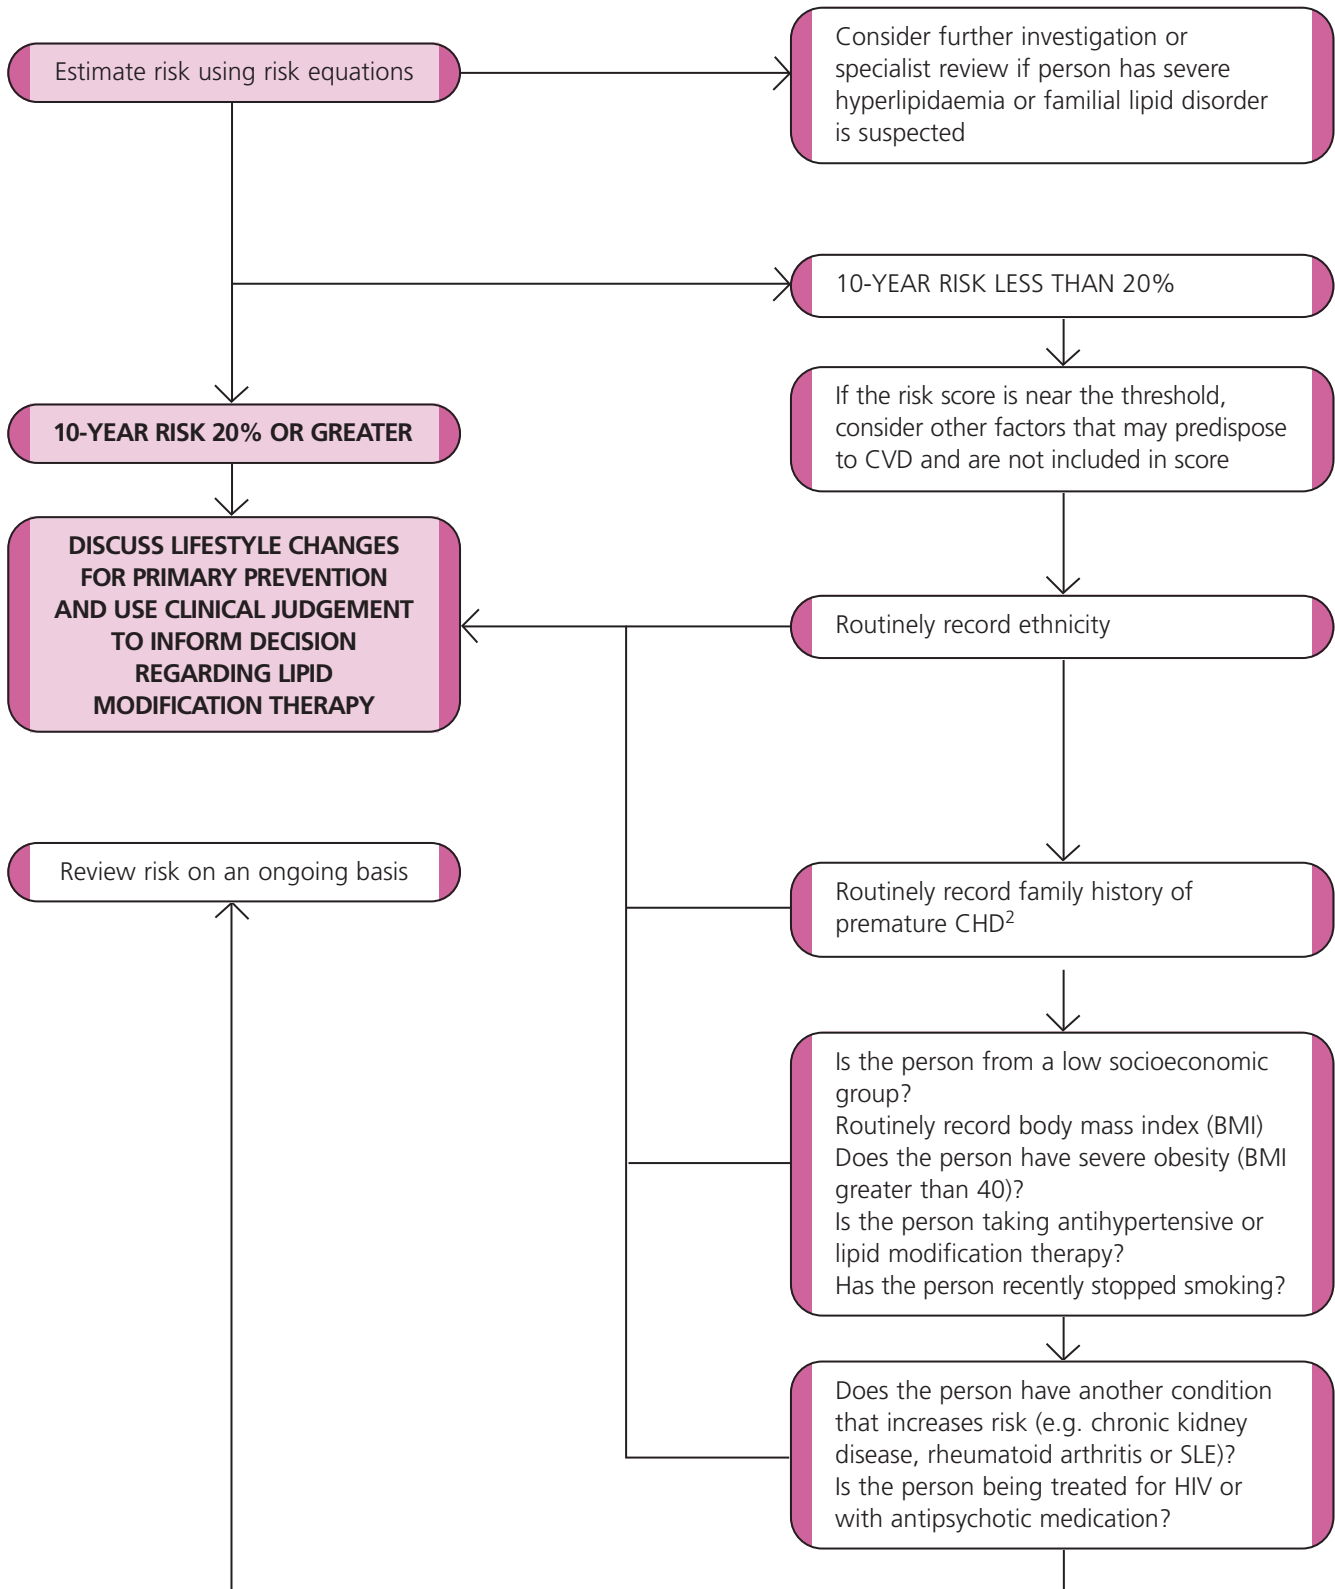 Estimate risk using risk equations
Consider further investigation or
specialist review if person has severe
hyperlipidaemia or familial lipid disorder
is suspected
10-YEAR RISK LESS THAN 20%
If the risk score is near the threshold,
consider other factors that may predispose
to CVD and are not included in score
10-YEAR RISK 20% OR GREATER
DISCUSS LIFESTYLE CHANGES
FOR PRIMARY PREVENTION
AND USE CLINICAL JUDGEMENT
TO INFORM DECISION
REGARDING LIPID
MODIFICATION THERAPY
Routinely record ethnicity
Review risk on an ongoing basis
Routinely record family history of
premature CHD²
Is the person from a low socioeconomic
group?
Routinely record body mass index (BMI)
Does the person have severe obesity (BMI
greater than 40)?
Is the person taking antihypertensive or
lipid modification therapy?
Has the person recently stopped smoking?
Does the person have another condition
that increases risk (e.g. chronic kidney
disease, rheumatoid arthritis or SLE)?
Is the person being treated for HIV or
with antipsychotic medication?